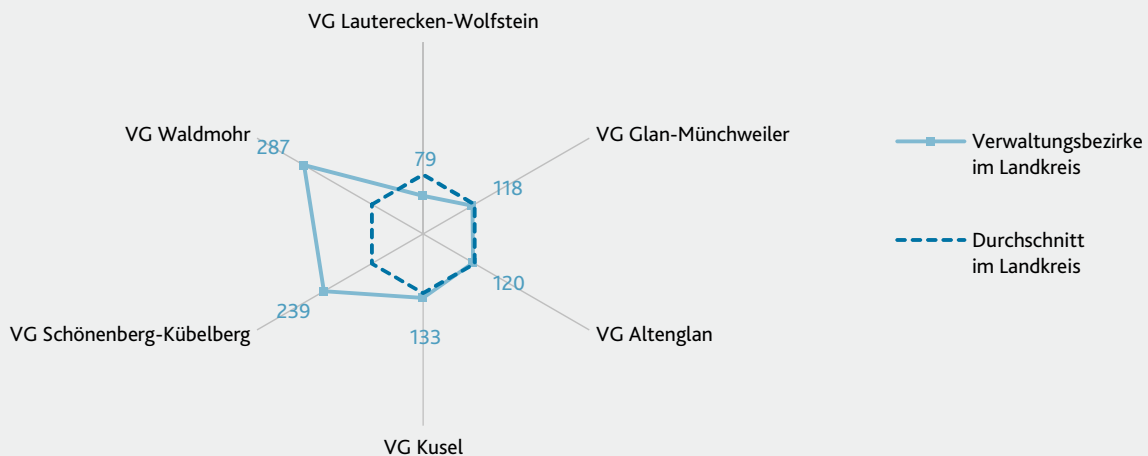 VG Lauterecken-Wolfstein
VG Waldmohr
VG Glan-Münchweiler
287
79
118
Verwaltungsbezirke
im Landkreis
Durchschnitt
im Landkreis
120
239
133
VG Schönenberg-Kübelberg
VG Altenglan
VG Kusel